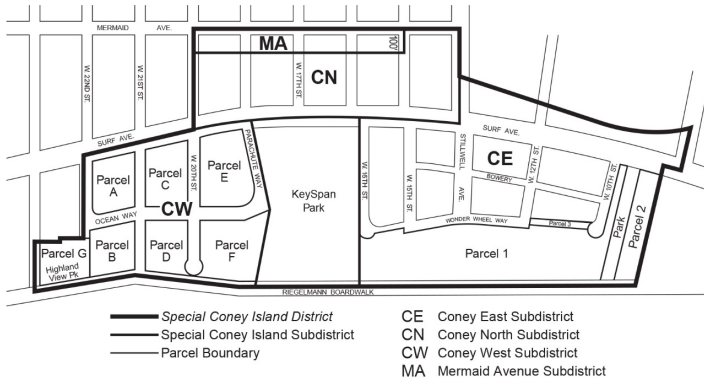 MERMAID AVE.
MA
100'
W. 22ND ST.
W. 21ST ST.
W. 17TH ST.
CN
SURF AVE.
SURF AVE.
STILLWELL AVE.
CE
W. 12TH ST.
W. 10TH ST.
BOWERY
Parcel A
Parcel C
W. 20TH ST.
Parcel E
PARACHUTE WAY
KeySpan
Park
W. 16TH ST.
W. 15TH ST.
CW
OCEAN WAY
WONDER WHEEL WAY
Parcel 3
Park
Parcel 2
Parcel G
Highland
View Pk
Parcel B
Parcel D
Parcel F
Parcel 1
RIEGELMANN BOARDWALK
Special Coney Island District
Special Coney Island Subdistrict
Parcel Boundary
CE Coney East Subdistrict
CN Coney North Subdistrict
CW Coney West Subdistrict
MA Mermaid Avenue Subdistrict